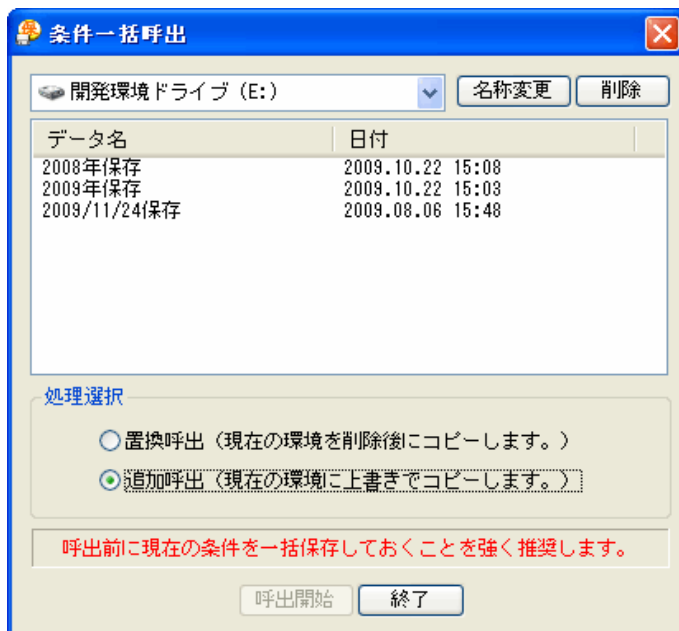 条件一括呼出
開発環境ドライブ (E:) 名称変更 削除
データ名 日付
2008年保存 2009.10.22 15:08
2009年保存 2009.10.22 15:03
2009/11/24保存 2009.08.06 15:48
処理選択
置換呼出（現在の環境を削除後にコピーします。）
追加呼出（現在の環境に上書きでコピーします。）
呼出前に現在の条件を一括保存しておくことを強く推奨します。
呼出開始 終了